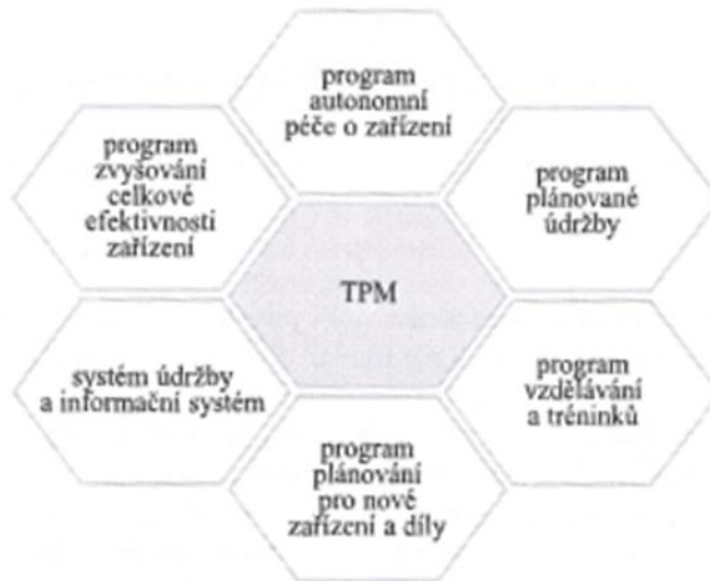 program
autonomní
péče o zařízení
program
zvyšování
celkové
efektivnosti
zařízení
program
plánované
údržby
TPM
systém údržby
a informační systém
program
vzdělávání
a tréninků
program
plánování
pro nové
zařízení a díly